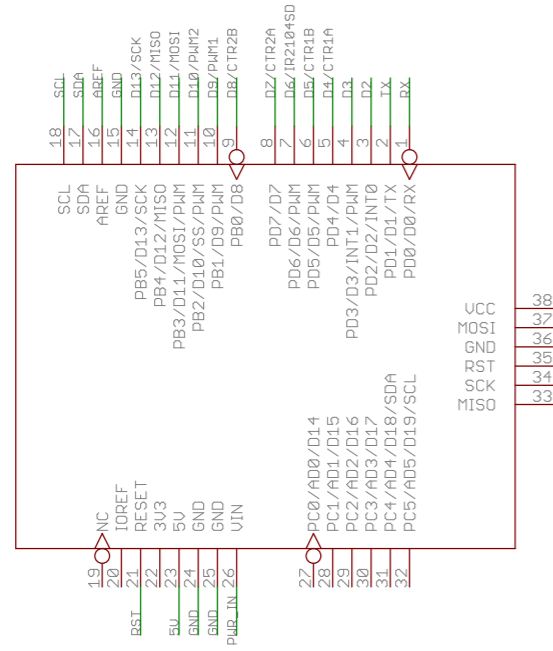 SCL
SDA
AREF
GND
D13/SCK
D12/MISO
D11/MOSI
D10/PWM2
D9/PWM1
D8/CTR2B
D7/CTR2A
D6/IR2104SD
D5/CTR1B
D4/CTR1A
D3
D2
TX
RX
18
17
16
15
14
13
12
11
10
9
8
7
6
5
4
3
2
1
SCL
SDA
AREF
GND
PB5/D13/SCK
PB4/D12/MISO
PB3/D11/MOSI/PWM
PB2/D10/SS/PWM
PB1/D9/PWM
PB0/D8
PD7/D7
PD6/D6/PWM
PD5/D5/PWM
PD4/D4
PD3/D3/INT1/PWM
PD2/D2/INT0
PD1/D1/TX
PD0/D0/RX
VCC 38
MOSI 37
GND 36
RST 35
SCK 34
MISO 33
NC
IOREF
RESET
3V3
5V
GND
GND
VIN
PC0/AD0/D14
PC1/AD1/D15
PC2/AD2/D16
PC3/AD3/D17
PC4/AD4/D18/SDA
PC5/AD5/D19/SCL
19
20
21
22
23
24
25
26
27
28
29
30
31
32
RST
5V
GND
GND
PWR_IN